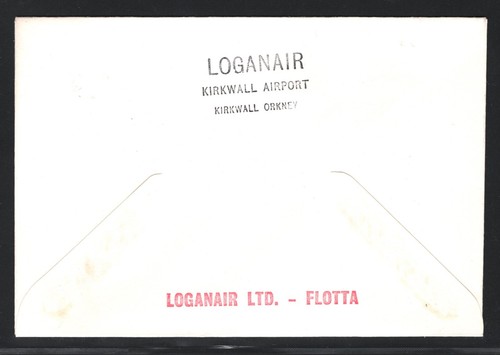 LOGANAIR
KIRKWALL AIRPORT
KIRKWALL ORKNEY
LOGANAIR LTD. - FLOTTA